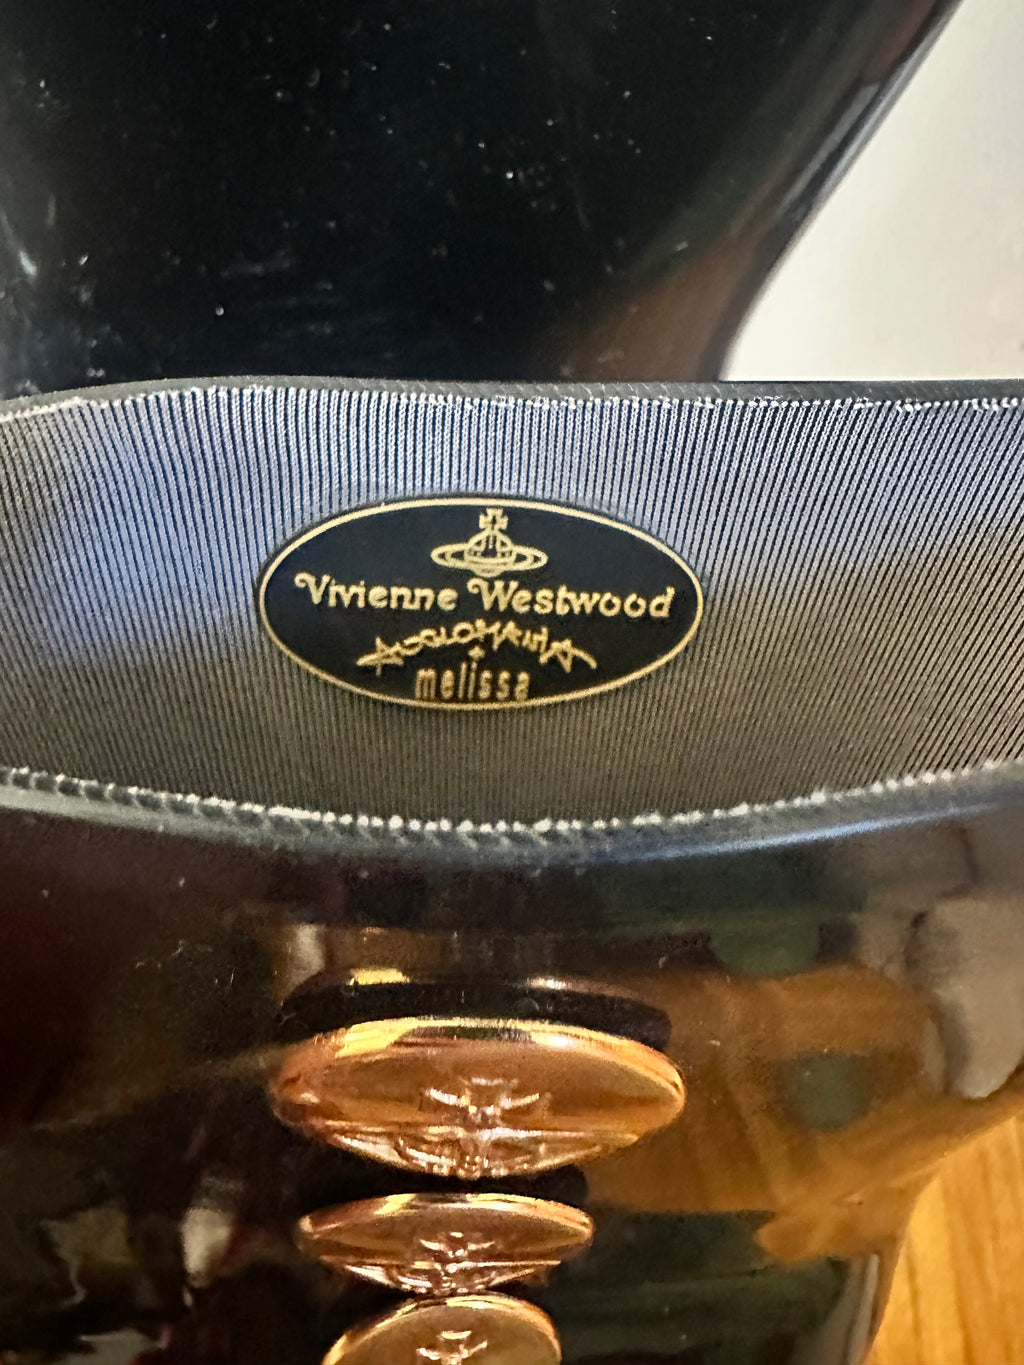 Vivienne Westwood
ANGLOMANIA
+
melissa